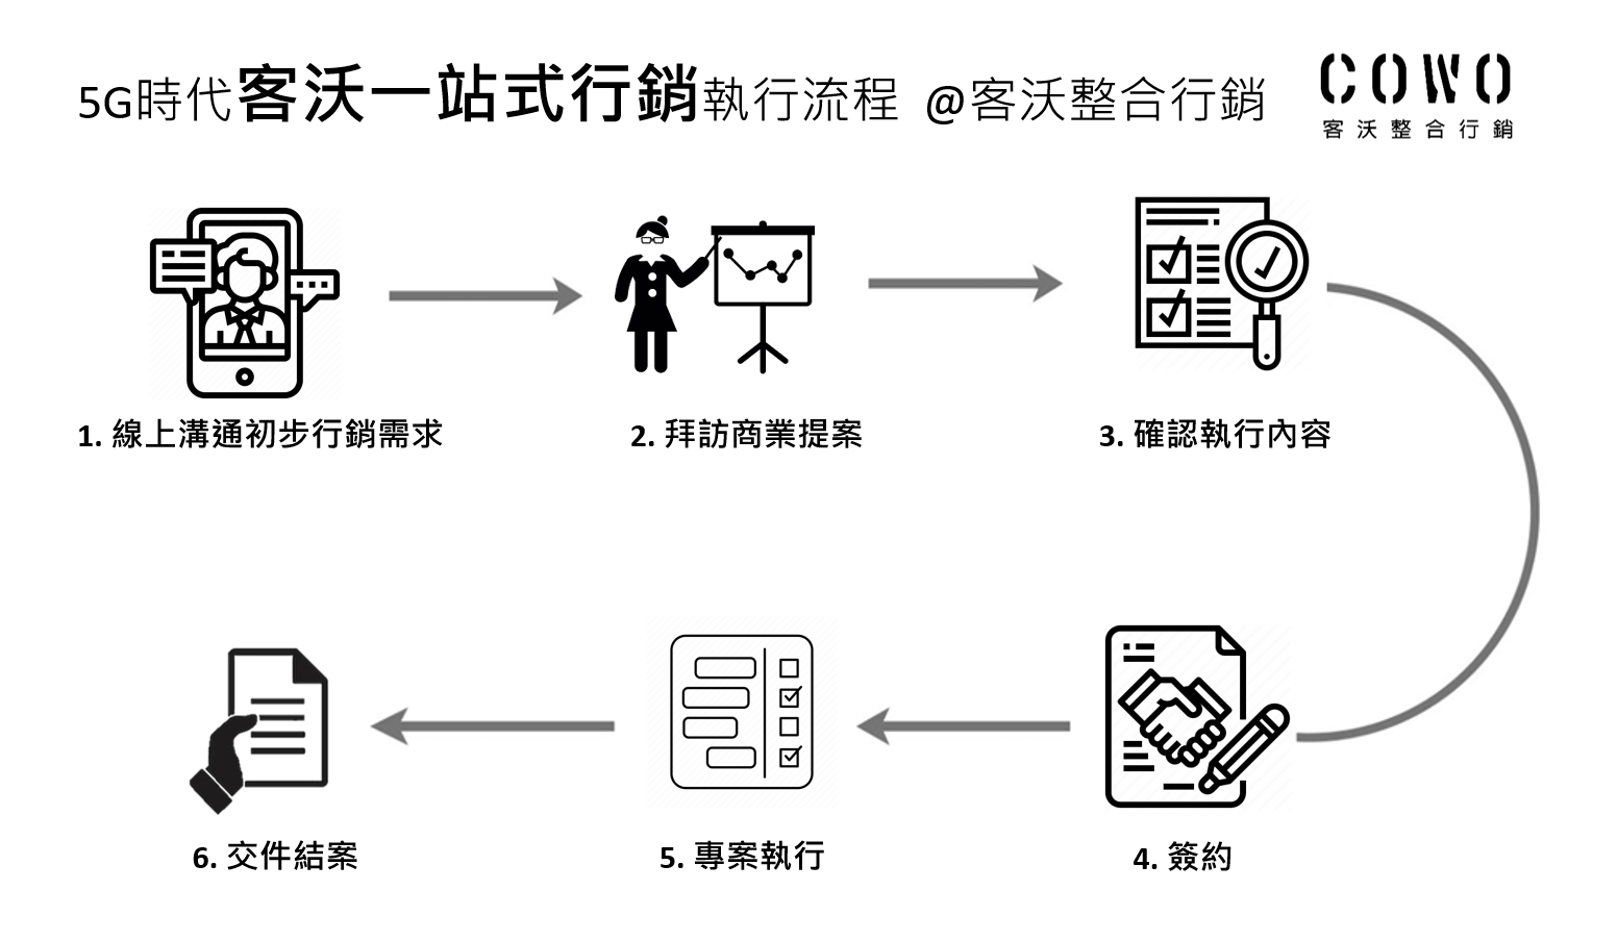 5G時代客沃一站式行銷執行流程 @客沃整合行銷
COWO
客沃整合行銷
1. 線上溝通初步行銷需求
2. 拜訪商業提案
3. 確認執行內容
4. 簽約
5. 專案執行
6. 交件結案